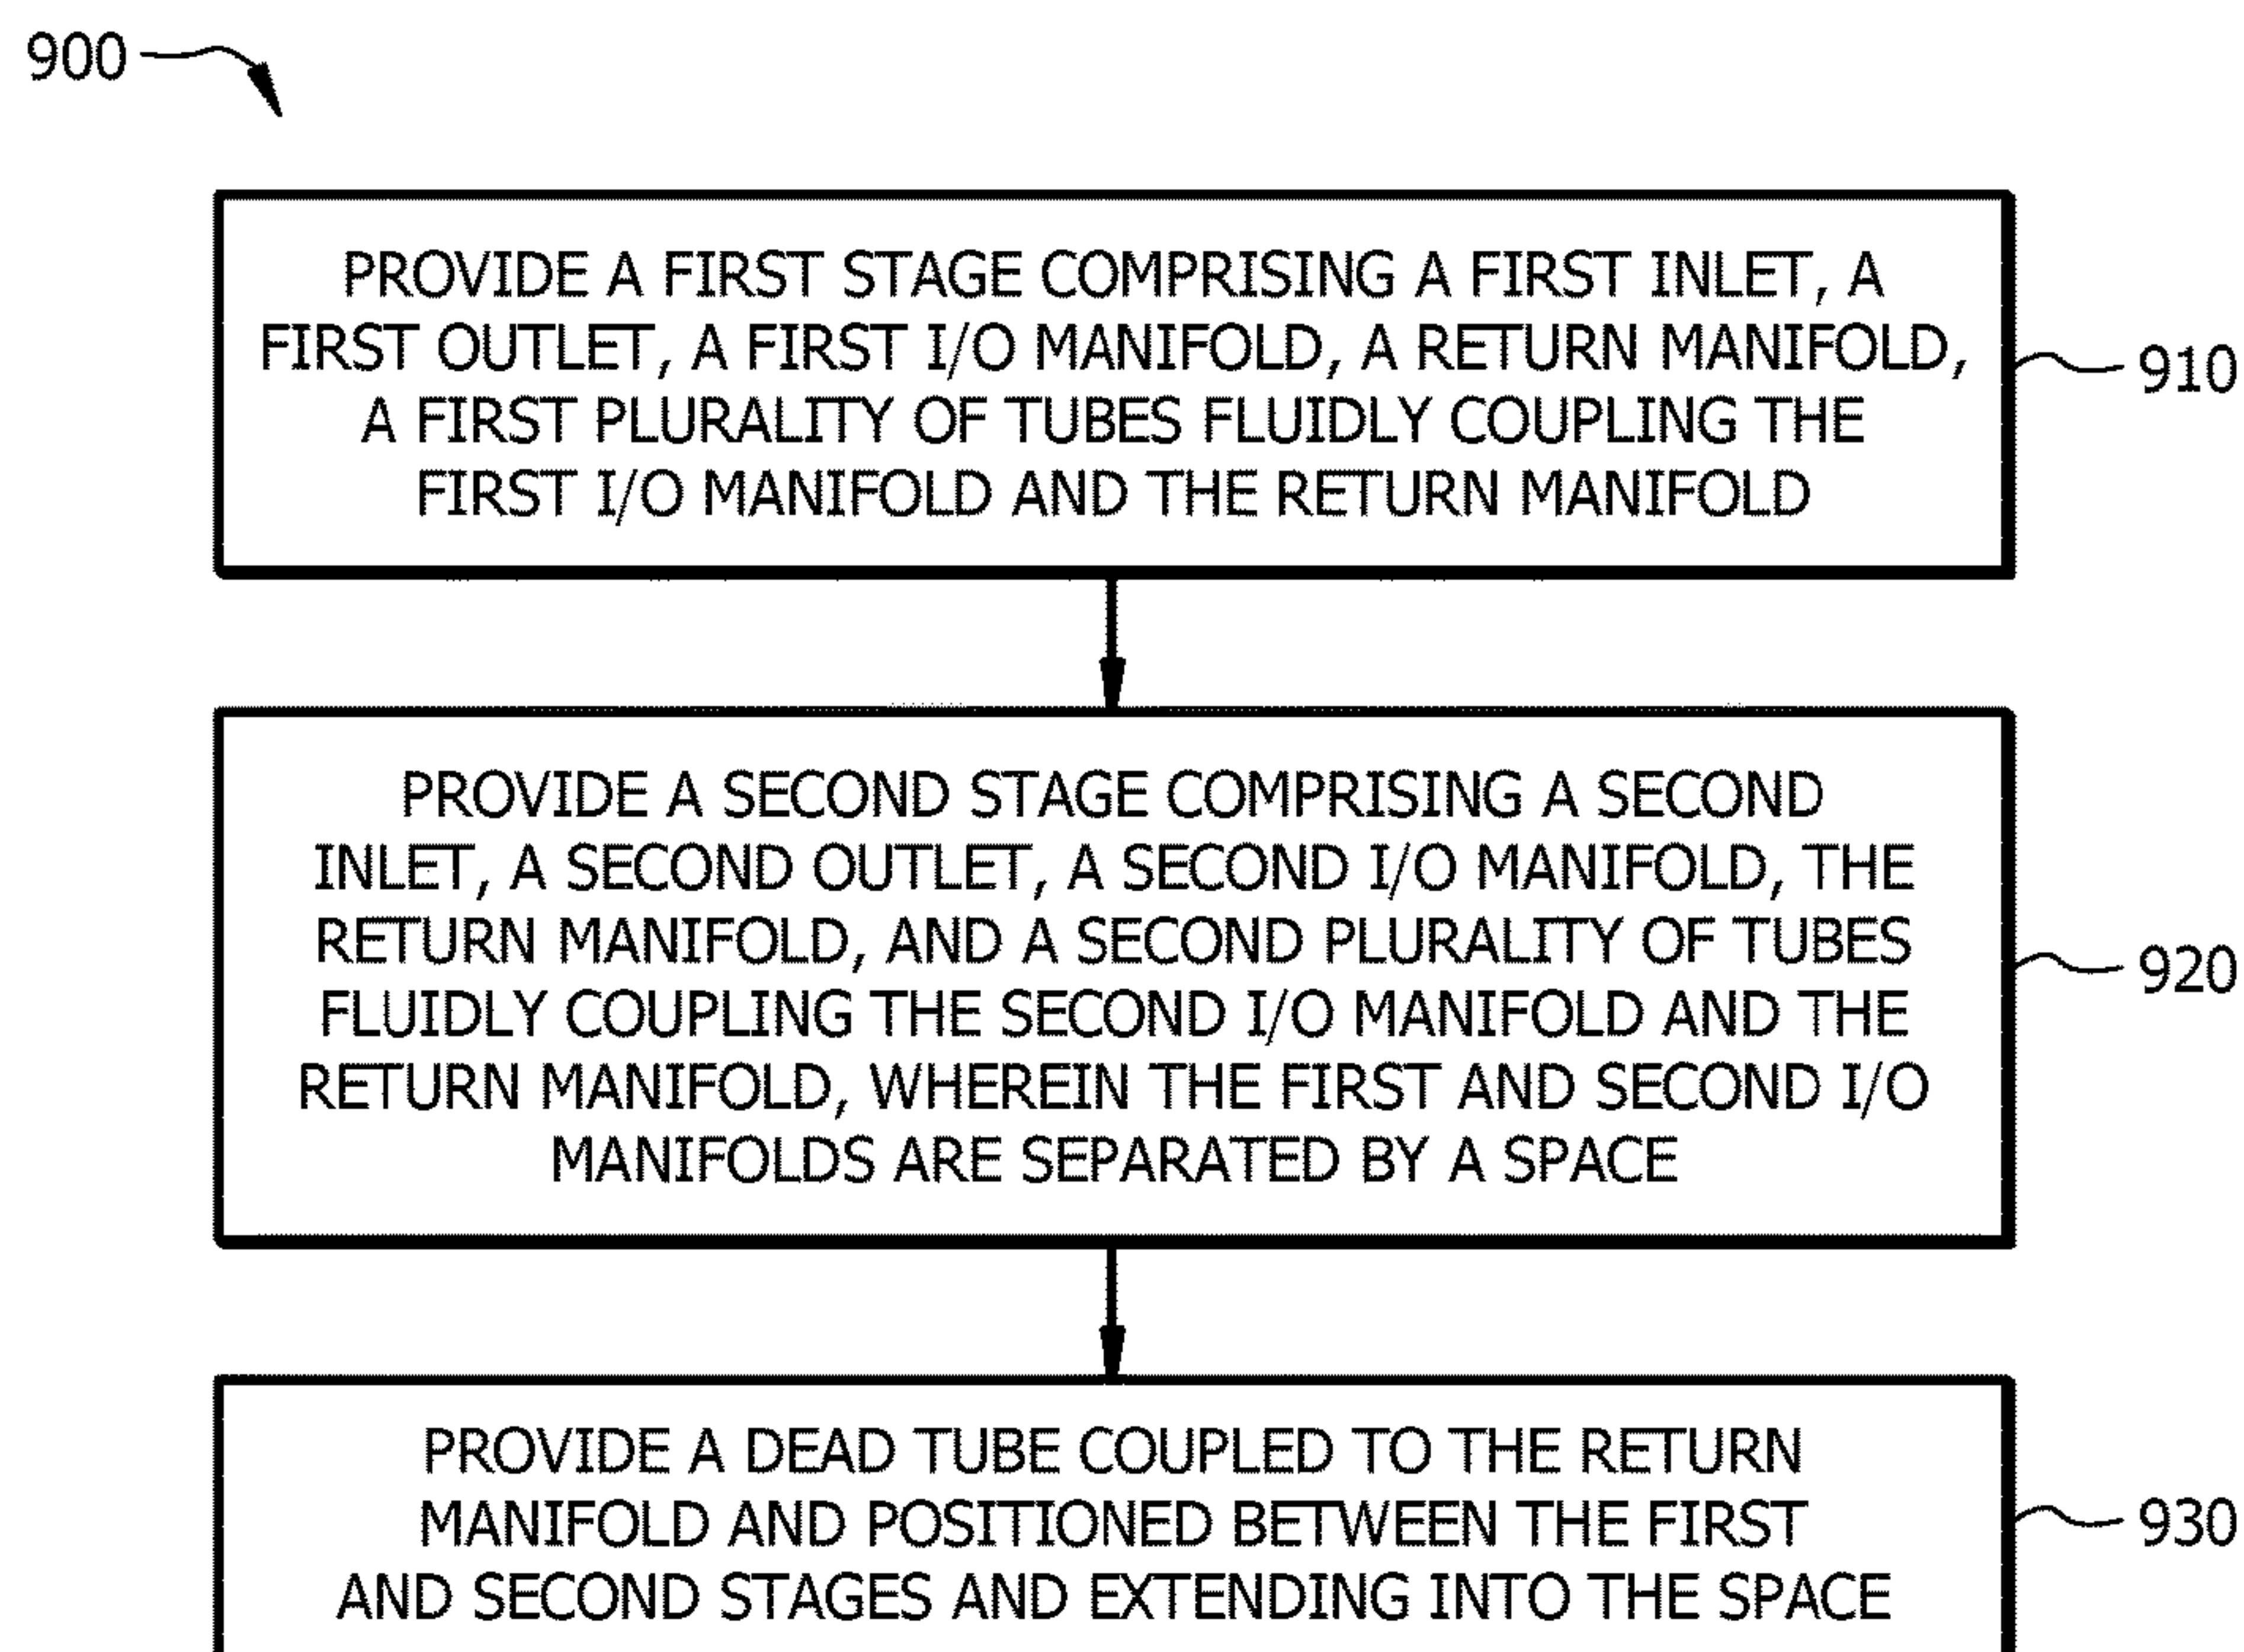 900
PROVIDE A FIRST STAGE COMPRISING A FIRST INLET, A
FIRST OUTLET, A FIRST I/O MANIFOLD, A RETURN MANIFOLD,
A FIRST PLURALITY OF TUBES FLUIDLY COUPLING THE
FIRST I/O MANIFOLD AND THE RETURN MANIFOLD
910
PROVIDE A SECOND STAGE COMPRISING A SECOND
INLET, A SECOND OUTLET, A SECOND I/O MANIFOLD, THE
RETURN MANIFOLD, AND A SECOND PLURALITY OF TUBES
FLUIDLY COUPLING THE SECOND I/O MANIFOLD AND THE
RETURN MANIFOLD, WHEREIN THE FIRST AND SECOND I/O
MANIFOLDS ARE SEPARATED BY A SPACE
920
PROVIDE A DEAD TUBE COUPLED TO THE RETURN
MANIFOLD AND POSITIONED BETWEEN THE FIRST
AND SECOND STAGES AND EXTENDING INTO THE SPACE
930